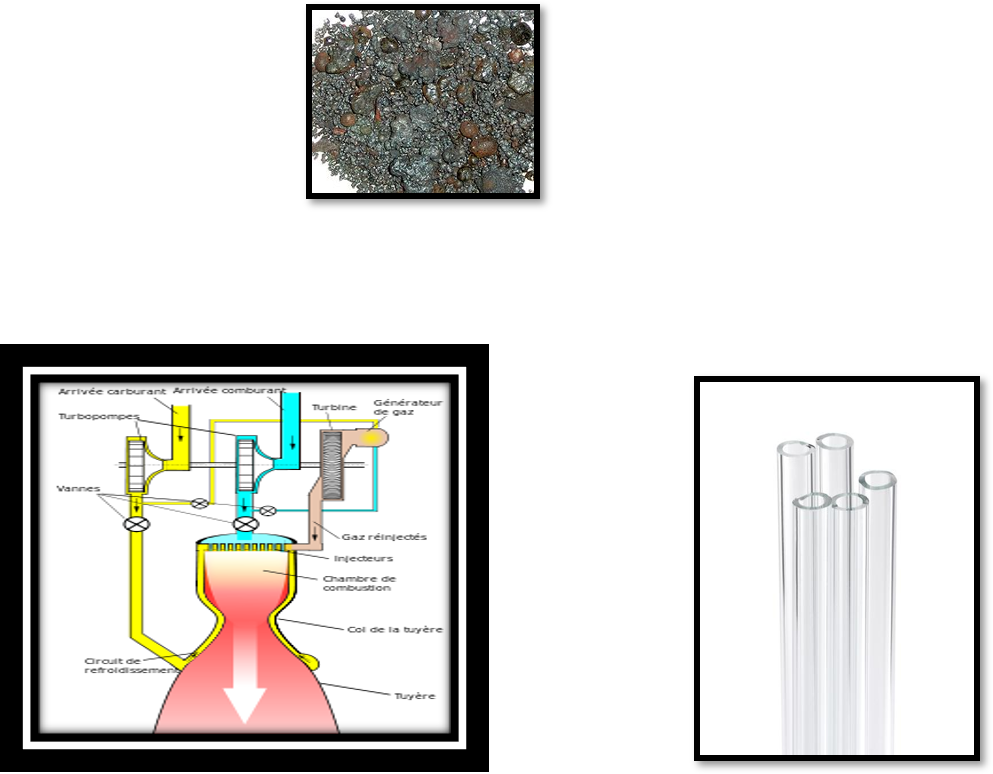 Arrivée carburant Arrivée comburant
Générateur
de gaz
Turbine
Turbopompes
Vannes
Gaz réinjectés
Injecteurs
Chambre de
combustion
Col de la tuyère
Circuit de
refroidissement
Tuyère